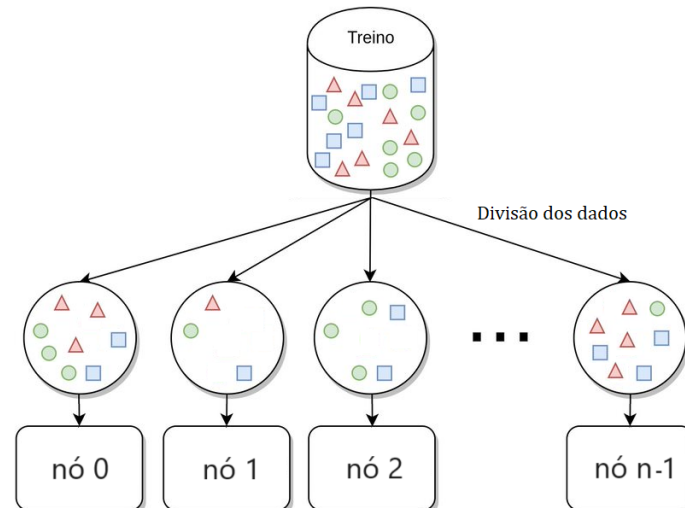 Treino
Divisão dos dados
nó 0
nó 1
nó 2
nó n-1